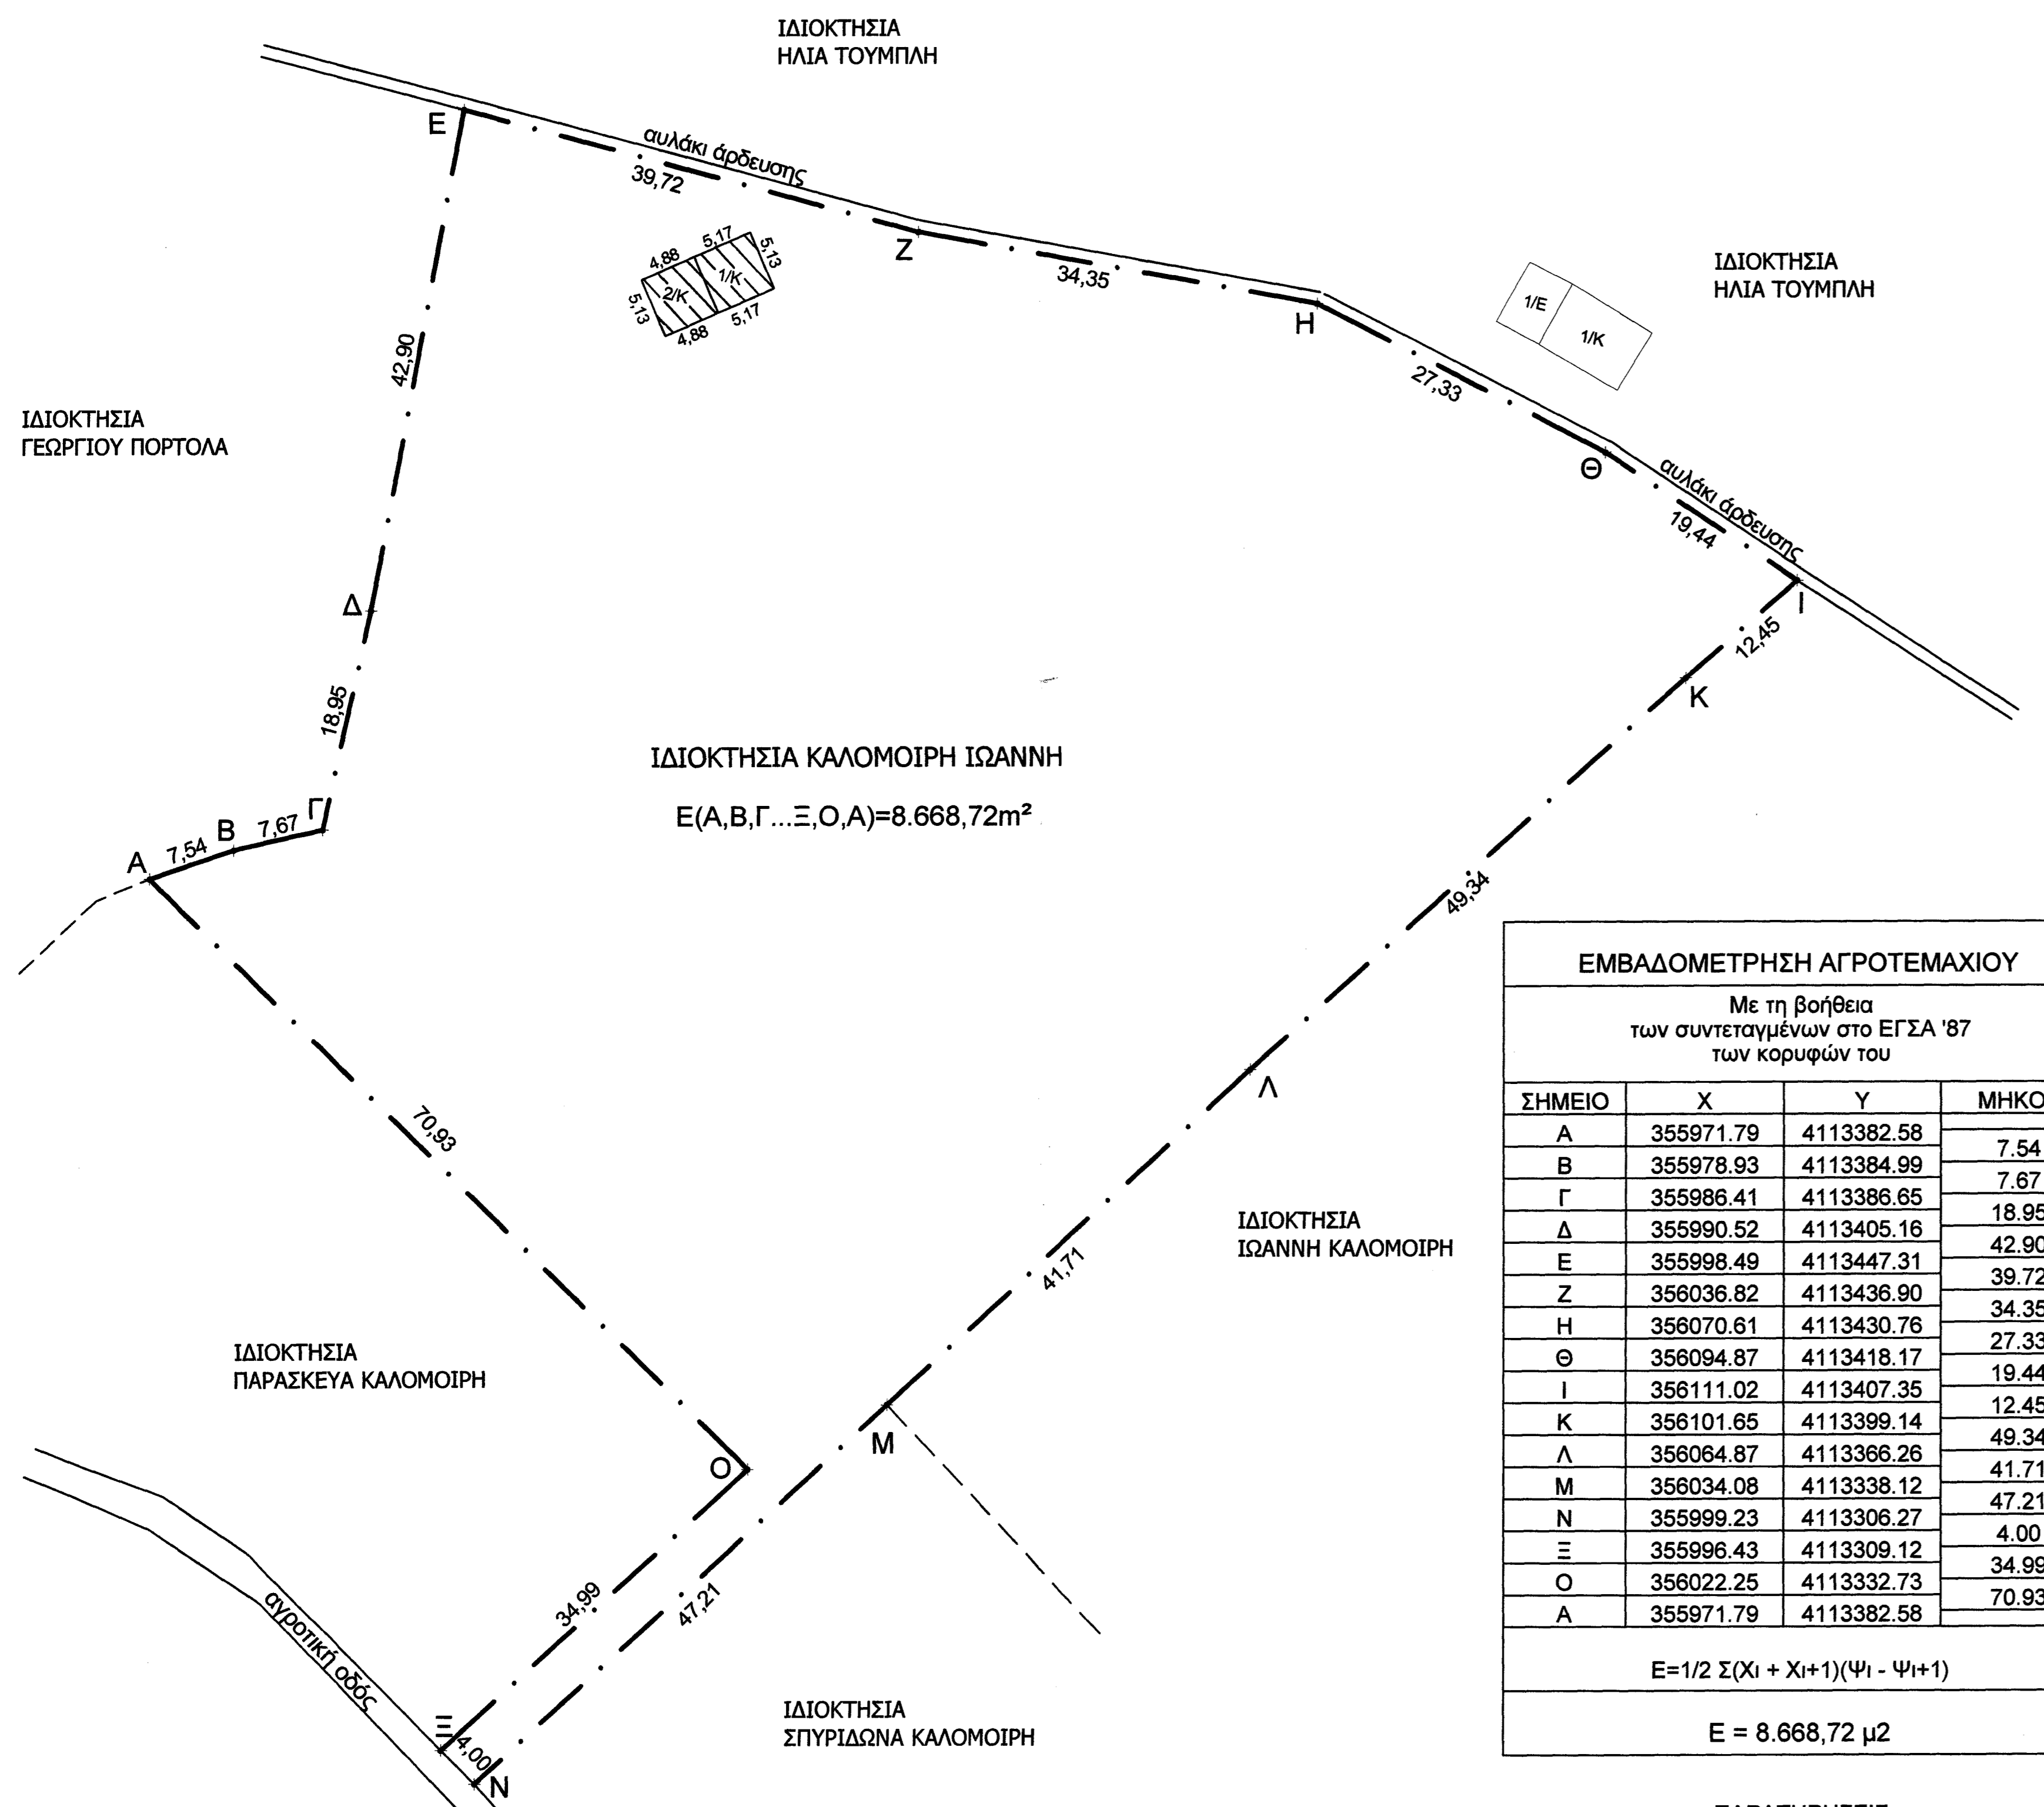 ΙΔΙΟΚΤΗΣΙΑ
ΗΛΙΑ ΤΟΥΜΠΛΗ
Ε
αυλάκι άρδευσης
39,72
Ζ
5,17
5,13
4,88
1/Κ
2/Κ
5,13
5,17
4,88
34,35
Η
ΙΔΙΟΚΤΗΣΙΑ
ΗΛΙΑ ΤΟΥΜΠΛΗ
1/Ε
1/Κ
27,33
Θ
αυλάκι άρδευσης
19,44
Ι
42,90
ΙΔΙΟΚΤΗΣΙΑ
ΓΕΩΡΓΙΟΥ ΠΟΡΤΟΛΑ
Δ
12,45
Κ
18,95
ΙΔΙΟΚΤΗΣΙΑ ΚΑΛΟΜΟΙΡΗ ΙΩΑΝΝΗ
Ε(Α,Β,Γ...Ξ,Ο,Α)=8.668,72m²
Γ
7,67
Β
7,54
Α
49,34
Λ
70,93
ΙΔΙΟΚΤΗΣΙΑ
ΙΩΑΝΝΗ ΚΑΛΟΜΟΙΡΗ
41,71
ΙΔΙΟΚΤΗΣΙΑ
ΠΑΡΑΣΚΕΥΑ ΚΑΛΟΜΟΙΡΗ
Μ
Ο
34,99
47,21
αγροτική οδός
Ξ
4,00
Ν
ΙΔΙΟΚΤΗΣΙΑ
ΣΠΥΡΙΔΩΝΑ ΚΑΛΟΜΟΙΡΗ
ΕΜΒΑΔΟΜΕΤΡΗΣΗ ΑΓΡΟΤΕΜΑΧΙΟΥ
Με τη βοήθεια
των συντεταγμένων στο ΕΓΣΑ '87
των κορυφών του
ΣΗΜΕΙΟ Χ Υ ΜΗΚΟ
Α 355971.79 4113382.58
7.54
Β 355978.93 4113384.99
7.67
Γ 355986.41 4113386.65
18.95
Δ 355990.52 4113405.16
42.90
Ε 355998.49 4113447.31
39.72
Ζ 356036.82 4113436.90
34.35
Η 356070.61 4113430.76
27.33
Θ 356094.87 4113418.17
19.44
Ι 356111.02 4113407.35
12.45
Κ 356101.65 4113399.14
49.34
Λ 356064.87 4113366.26
41.71
Μ 356034.08 4113338.12
47.21
Ν 355999.23 4113306.27
4.00
Ξ 355996.43 4113309.12
34.99
Ο 356022.25 4113332.73
70.93
Α 355971.79 4113382.58
Ε=1/2 Σ(Χι + Χι+1)(Ψι - Ψι+1)
Ε = 8.668,72 μ2